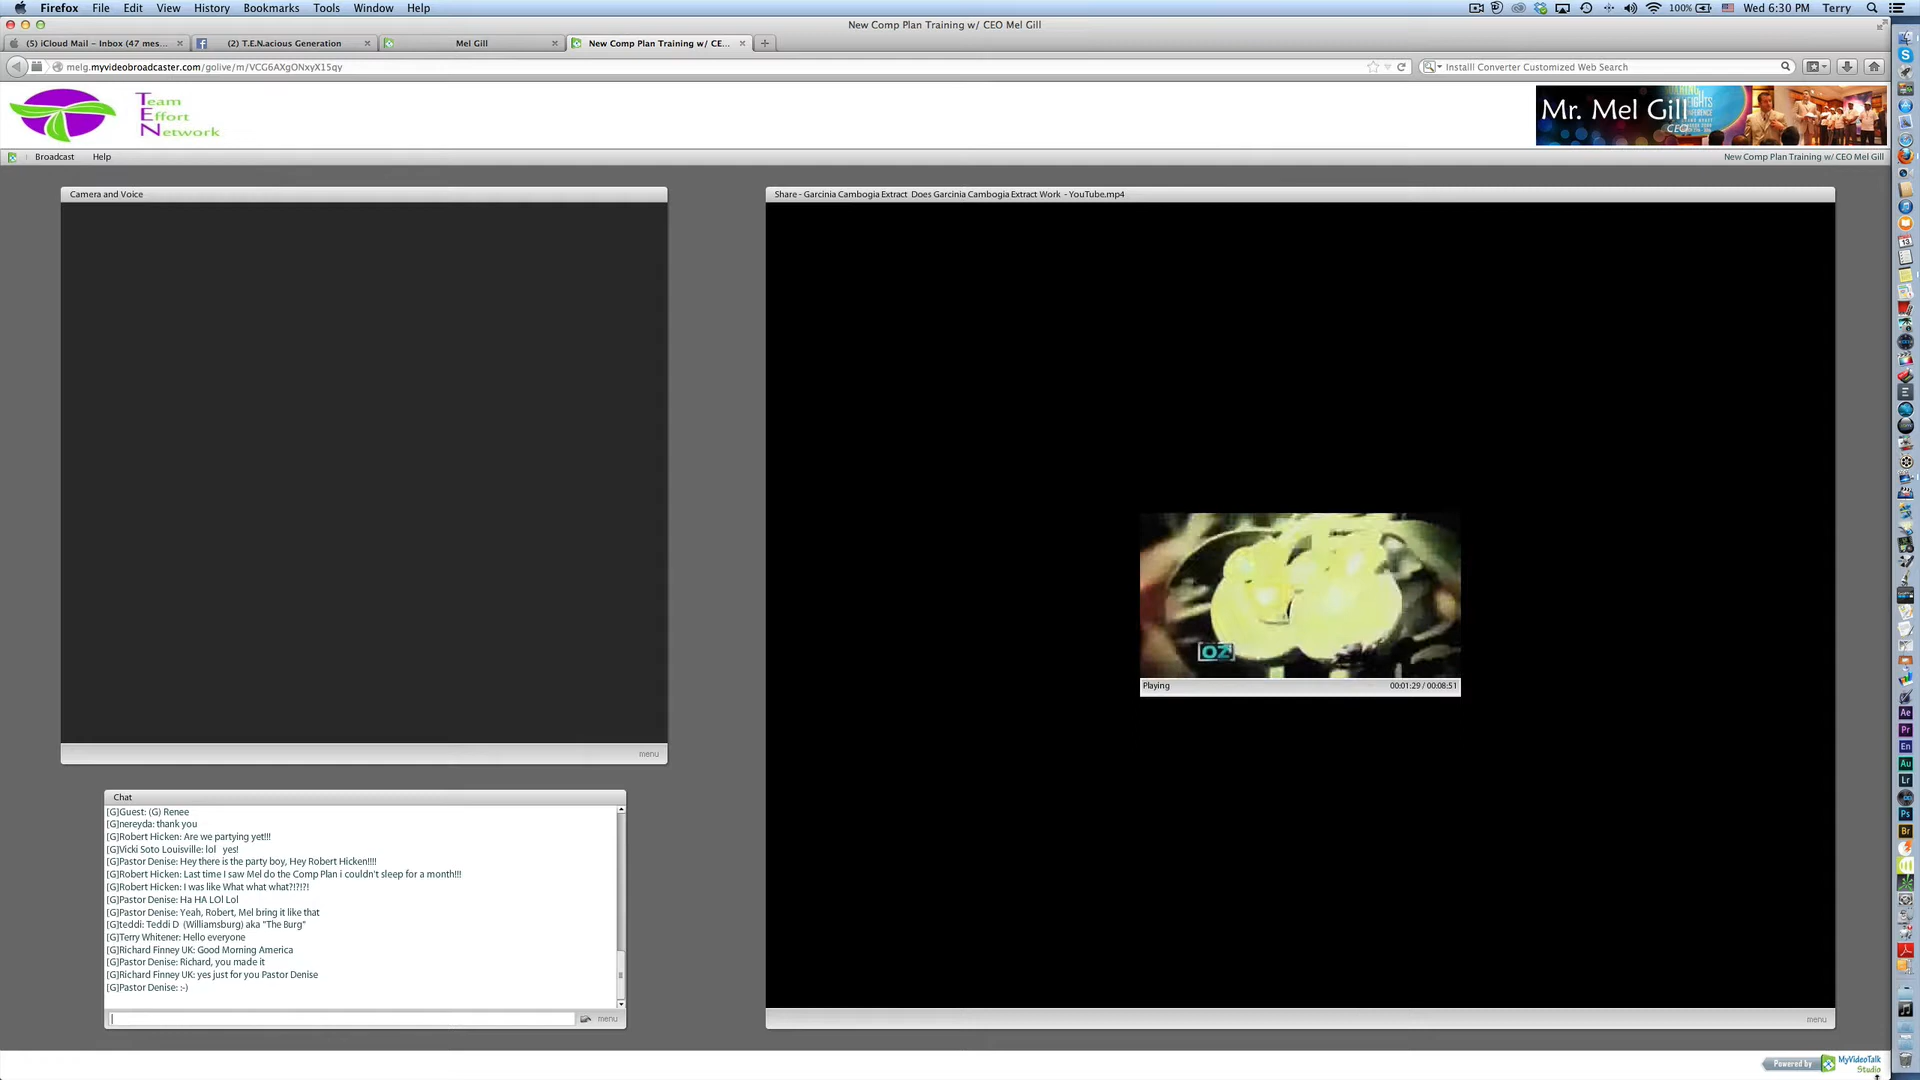 Firefox File Edit View History Bookmarks Tools Window Help 100% Wed 6:30 PM Terry
New Comp Plan Training w/ CEO Mel Gill
(5) iCloud Mail – Inbox (47 mes... (2) T.E.N.acious Generation Mel Gill New Comp Plan Training w/ CE...
melg.myvideobroadcaster.com/golive/m/VCG6AXgONxyX15qy Installl Converter Customized Web Search
Team
Effort
Network
Mr. Mel Gill
CEO
Broadcast Help New Comp Plan Training w/ CEO Mel Gill
Camera and Voice
Share - Garcinia Cambogia Extract Does Garcinia Cambogia Extract Work - YouTube.mp4
OZ
Playing 00:01:29 / 00:08:51
menu
Chat
[G]Guest: (G) Renee
[G]nereyda: thank you
[G]Robert Hicken: Are we partying yet!!!
[G]Vicki Soto Louisville: lol yes!
[G]Pastor Denise: Hey there is the party boy, Hey Robert Hicken!!!!
[G]Robert Hicken: Last time I saw Mel do the Comp Plan i couldn't sleep for a month!!!
[G]Robert Hicken: I was like What what what?!?!?!
[G]Pastor Denise: Ha HA LOl Lol
[G]Pastor Denise: Yeah, Robert, Mel bring it like that
[G]teddi: Teddi D (Williamsburg) aka "The Burg"
[G]Terry Whitener: Hello everyone
[G]Richard Finney UK: Good Morning America
[G]Pastor Denise: Richard, you made it
[G]Richard Finney UK: yes just for you Pastor Denise
[G]Pastor Denise: :-)
menu
menu
Powered by MyVideoTalk
Studio
Ae
Pr
En
Au
Lr
Ps
Br